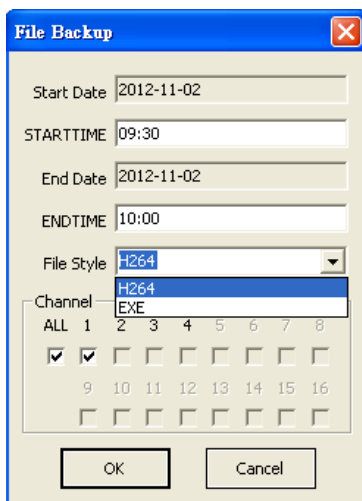 File Backup
Start Date 2012-11-02
STARTTIME 09:30
End Date 2012-11-02
ENDTIME 10:00
File Style H264
H264
EXE
Channel
ALL 1 2 3 4 5 6 7 8
9 10 11 12 13 14 15 16
OK Cancel